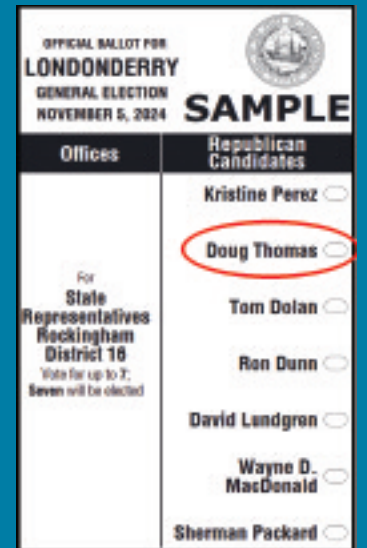 OFFICIAL BALLOT FOR
LONDONDERRY
GENERAL ELECTION
NOVEMBER 5, 2024
SAMPLE
Offices
Republican
Candidates
Kristine Perez
Doug Thomas
Tom Dolan
Ron Dunn
David Lundgren
Wayne D.
MacDonald
Sherman Packard
For
State
Representatives
Rockingham
District 16
Vote for up to 7;
Seven will be elected